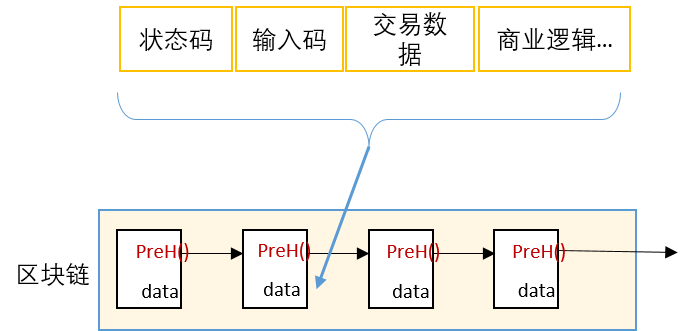 状态码
输入码
交易数
据
商业逻辑...
区块链
PreH()
data
PreH()
data
PreH()
data
PreH()
data